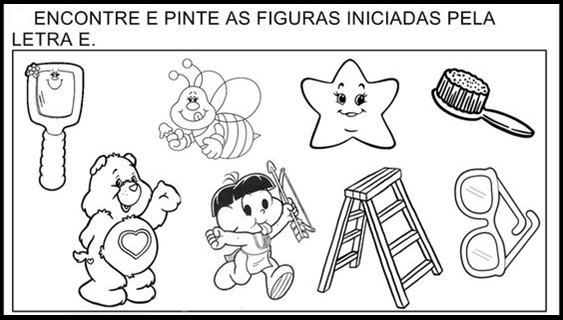 ENCONTRE E PINTE AS FIGURAS INICIADAS PELA
LETRA E.